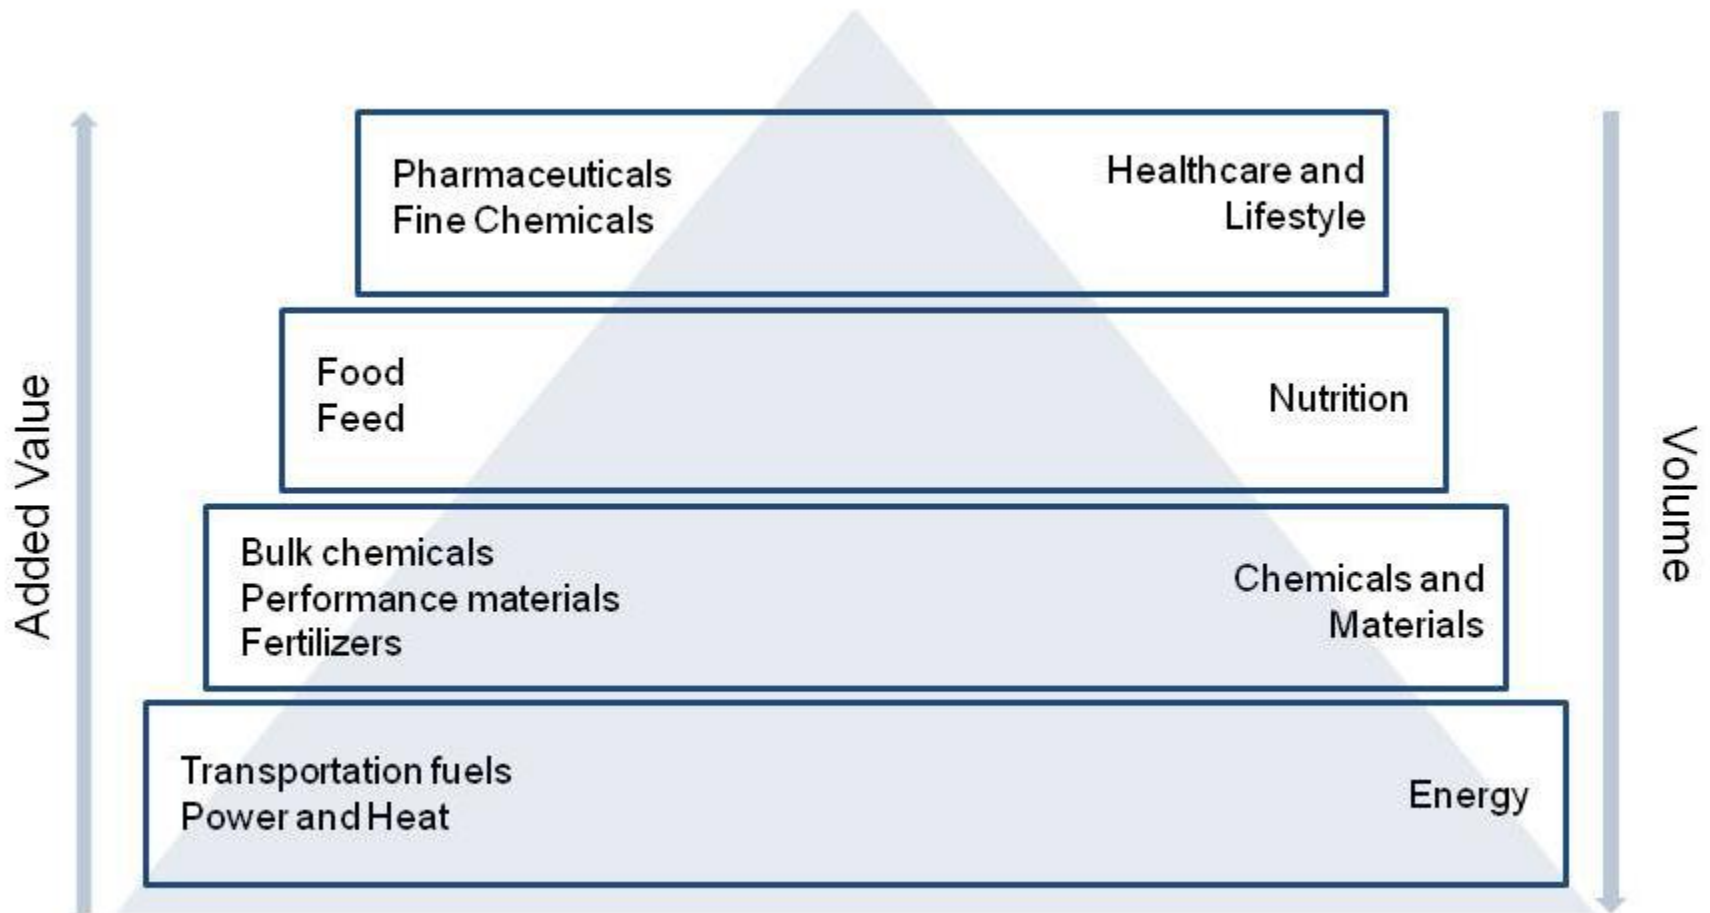 Added Value
Pharmaceuticals
Fine Chemicals
Healthcare and
Lifestyle
Food
Feed
Nutrition
Bulk chemicals
Performance materials
Fertilizers
Chemicals and
Materials
Transportation fuels
Power and Heat
Energy
Volume